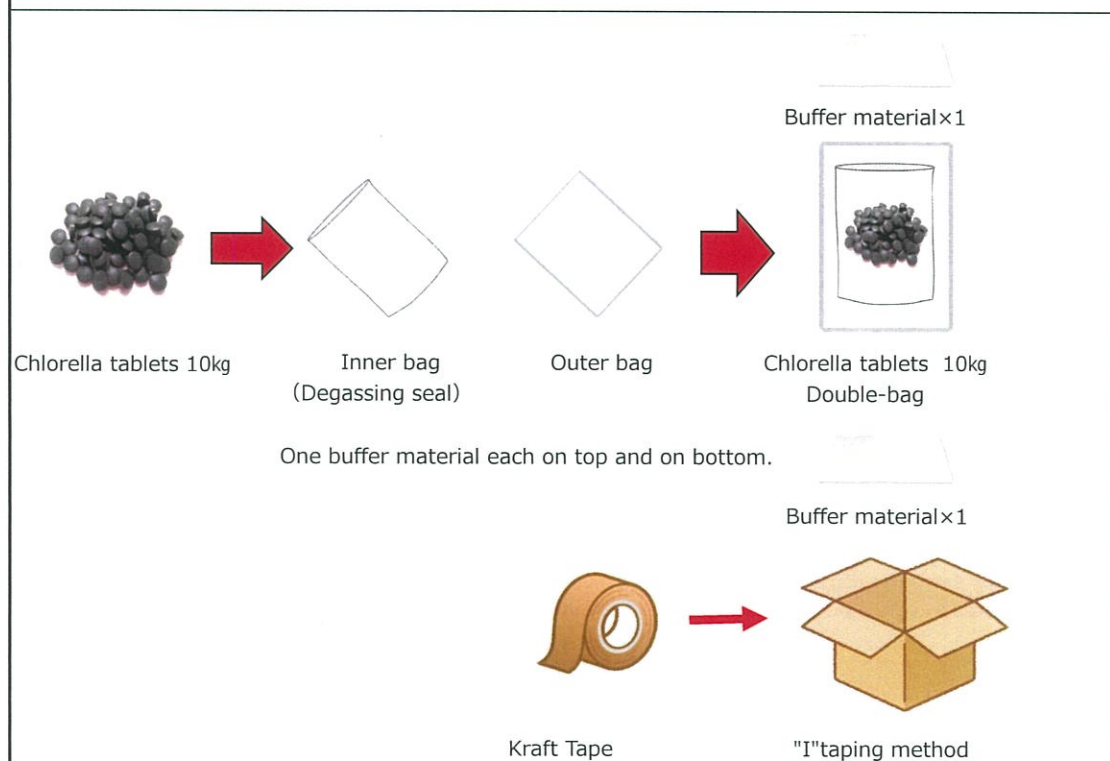 Buffer material×1
Chlorella tablets 10kg
Inner bag
(Degassing seal)
Outer bag
Chlorella tablets 10kg
Double-bag
One buffer material each on top and on bottom.
Buffer material×1
Kraft Tape
"I"taping method